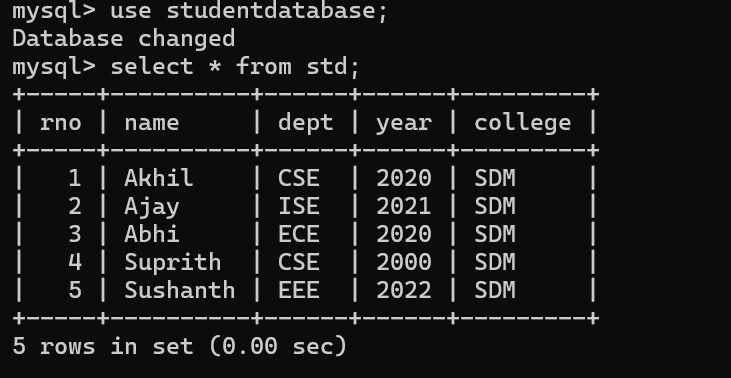 mysql> use studentdatabase;
Database changed
mysql> select * from std;
+-----+----------+------+------+---------+
| rno | name     | dept | year | college |
+-----+----------+------+------+---------+
|   1 | Akhil    | CSE  | 2020 | SDM     |
|   2 | Ajay     | ISE  | 2021 | SDM     |
|   3 | Abhi     | ECE  | 2020 | SDM     |
|   4 | Suprith  | CSE  | 2000 | SDM     |
|   5 | Sushanth | EEE  | 2022 | SDM     |
+-----+----------+------+------+---------+
5 rows in set (0.00 sec)